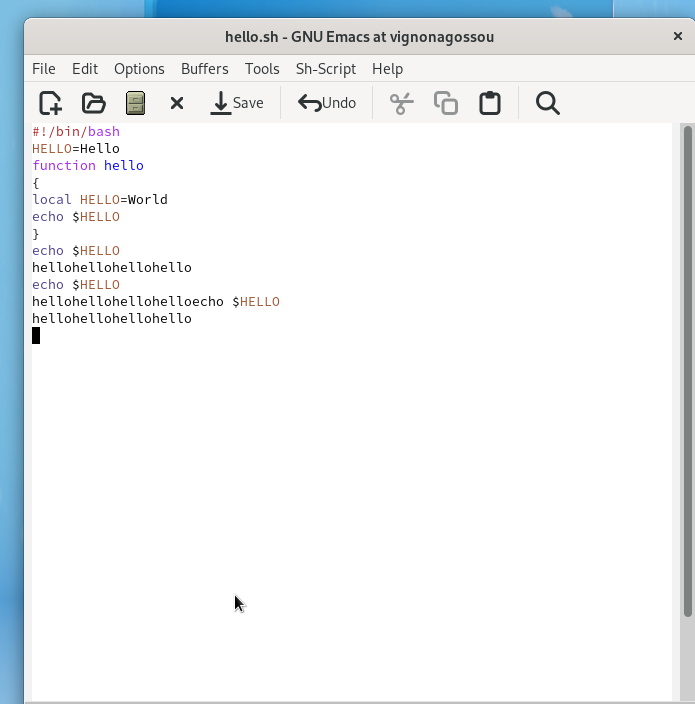 hello.sh - GNU Emacs at vignonagossou
File Edit Options Buffers Tools Sh-Script Help
Save Undo
#!/bin/bash
HELLO=Hello
function hello
{
local HELLO=World
echo $HELLO
}
echo $HELLO
hellohellohellohello
echo $HELLO
hellohellohellohelloecho $HELLO
hellohellohellohello